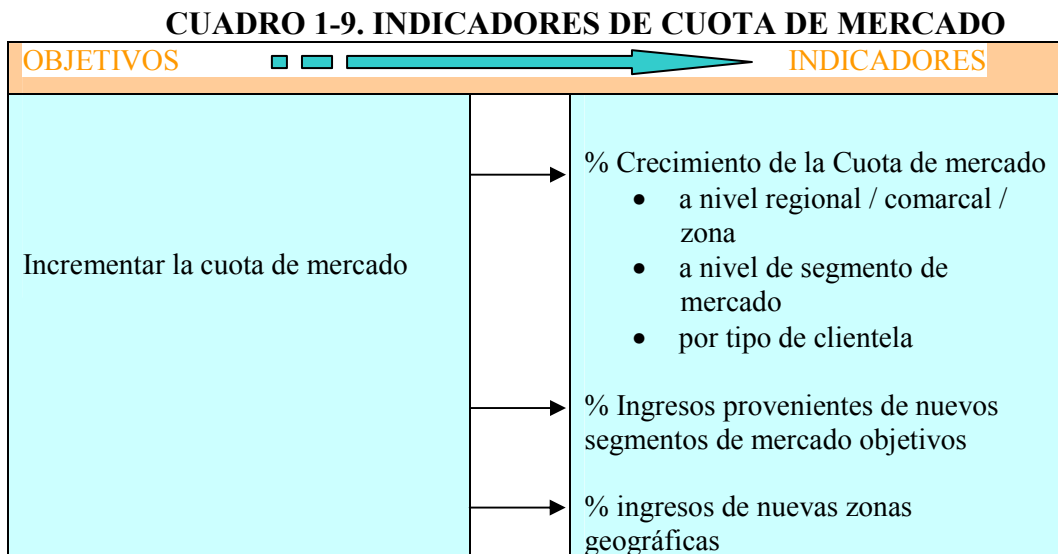 CUADRO 1-9. INDICADORES DE CUOTA DE MERCADO
OBJETIVOS INDICADORES
Incrementar la cuota de mercado
% Crecimiento de la Cuota de mercado
• a nivel regional / comarcal /
zona
• a nivel de segmento de
mercado
• por tipo de clientela
% Ingresos provenientes de nuevos
segmentos de mercado objetivos
% ingresos de nuevas zonas
geográficas